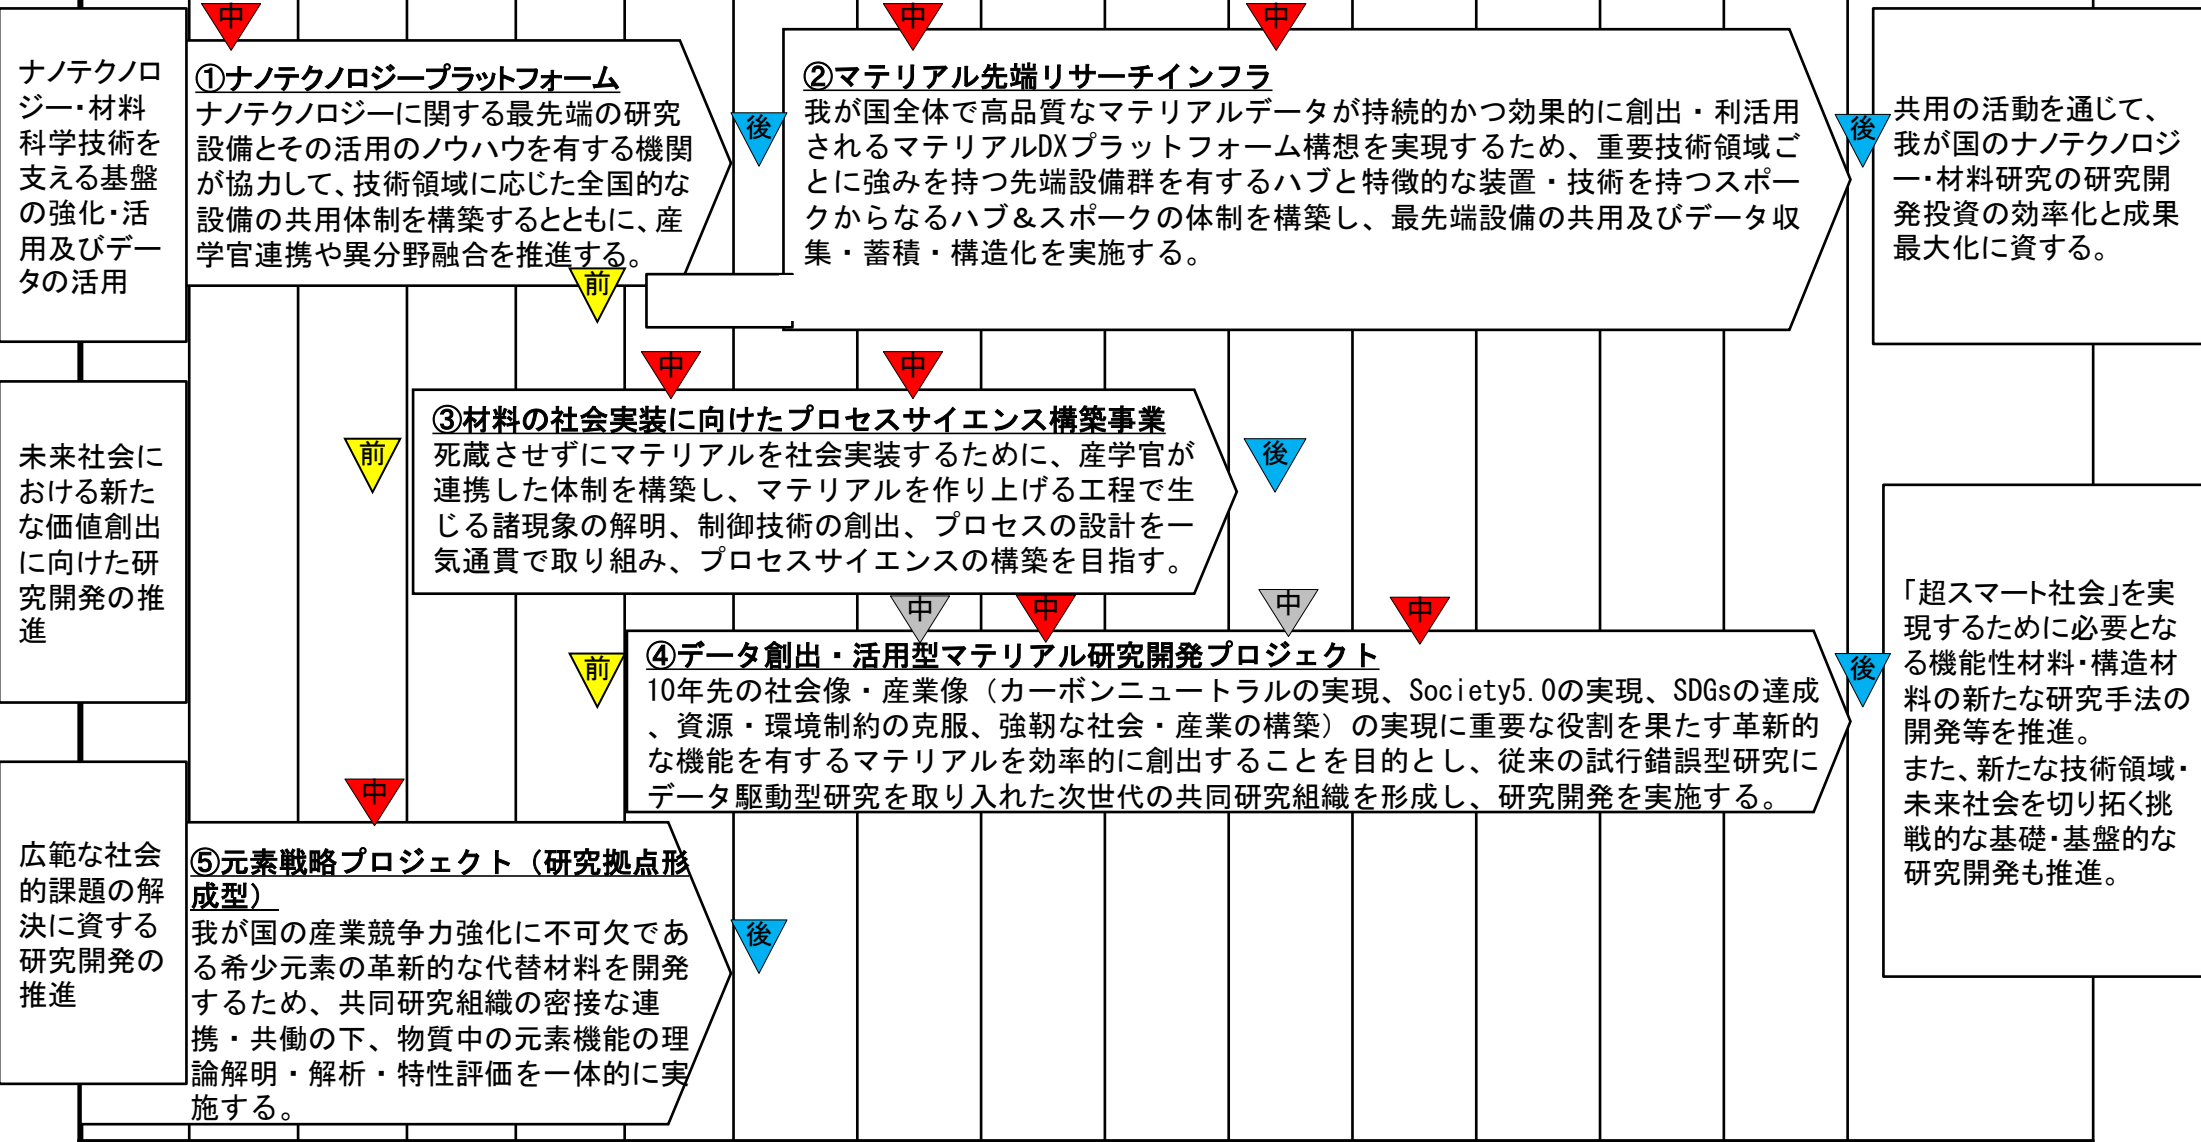 中
中
中
ナノテクノロ
ジー・材料
科学技術を
支える基盤
の強化・活
用及びデー
タの活用
①ナノテクノロジープラットフォーム
ナノテクノロジーに関する最先端の研究
設備とその活用のノウハウを有する機関
が協力して、技術領域に応じた全国的な
設備の共用体制を構築するとともに、産
学官連携や異分野融合を推進する。
前
後
②マテリアル先端リサーチインフラ
我が国全体で高品質なマテリアルデータが持続的かつ効果的に創出・利活用
されるマテリアルDXプラットフォーム構想を実現するため、重要技術領域ご
とに強みを持つ先端設備群を有するハブと特徴的な装置・技術を持つスポー
クからなるハブ＆スポークの体制を構築し、最先端設備の共用及びデータ収
集・蓄積・構造化を実施する。
後
共用の活動を通じて、
我が国のナノテクノロジ
ー・材料研究の研究開
発投資の効率化と成果
最大化に資する。
未来社会に
おける新た
な価値創出
に向けた研
究開発の推
進
前
中
中
③材料の社会実装に向けたプロセスサイエンス構築事業
死蔵させずにマテリアルを社会実装するために、産学官が
連携した体制を構築し、マテリアルを作り上げる工程で生
じる諸現象の解明、制御技術の創出、プロセスの設計を一
気通貫で取り組み、プロセスサイエンスの構築を目指す。
後
前
中
中
中
中
④データ創出・活用型マテリアル研究開発プロジェクト
10年先の社会像・産業像（カーボンニュートラルの実現、Society5.0の実現、SDGsの達成
、資源・環境制約の克服、強靭な社会・産業の構築）の実現に重要な役割を果たす革新的
な機能を有するマテリアルを効率的に創出することを目的とし、従来の試行錯誤型研究に
データ駆動型研究を取り入れた次世代の共同研究組織を形成し、研究開発を実施する。
後
「超スマート社会」を実
現するために必要とな
る機能性材料・構造材
料の新たな研究手法の
開発等を推進。
また、新たな技術領域・
未来社会を切り拓く挑
戦的な基礎・基盤的な
研究開発も推進。
広範な社会
的課題の解
決に資する
研究開発の
推進
中
⑤元素戦略プロジェクト（研究拠点形
成型）
我が国の産業競争力強化に不可欠であ
る希少元素の革新的な代替材料を開発
するため、共同研究組織の密接な連
携・共働の下、物質中の元素機能の理
論解明・解析・特性評価を一体的に実
施する。
後